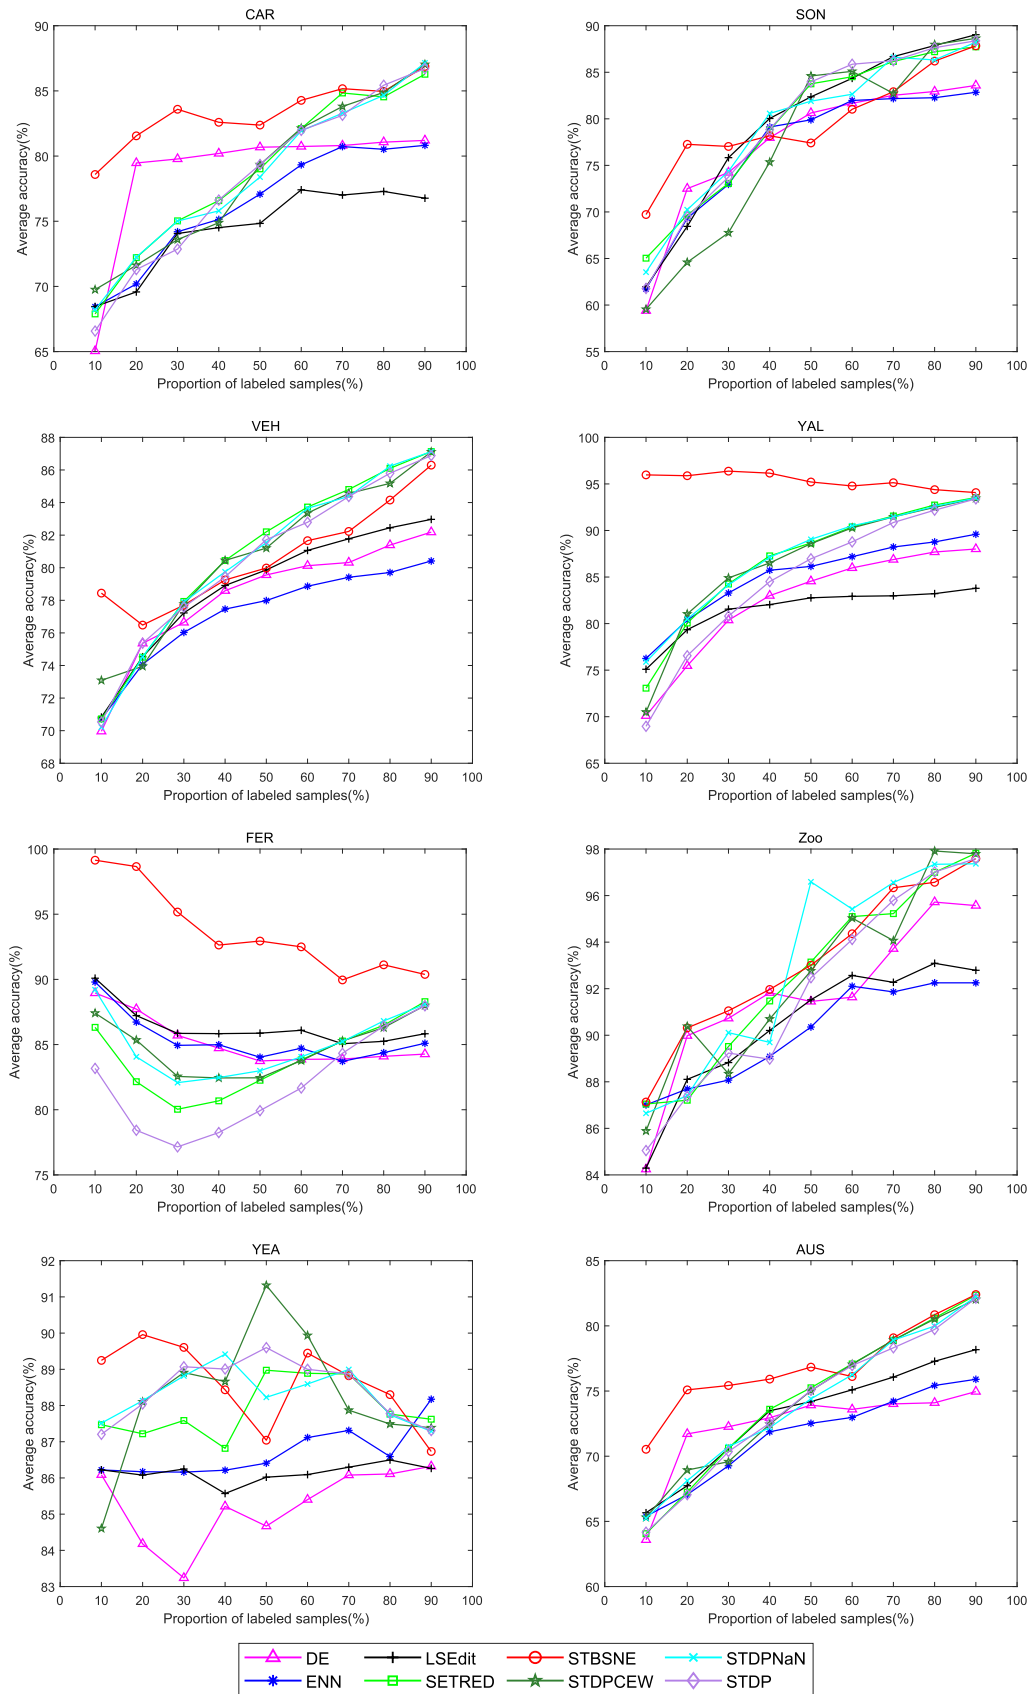 CAR
90
85
80
75
70
65
0 10 20 30 40 50 60 70 80 90 100
Average accuracy(%)
Proportion of labeled samples(%)
SON
90
85
80
75
70
65
60
55
0 10 20 30 40 50 60 70 80 90 100
Average accuracy(%)
Proportion of labeled samples(%)
VEH
88
86
84
82
80
78
76
74
72
70
68
0 10 20 30 40 50 60 70 80 90 100
Average accuracy(%)
Proportion of labeled samples(%)
YAL
100
95
90
85
80
75
70
65
0 10 20 30 40 50 60 70 80 90 100
Average accuracy(%)
Proportion of labeled samples(%)
FER
100
95
90
85
80
75
0 10 20 30 40 50 60 70 80 90 100
Average accuracy(%)
Proportion of labeled samples(%)
Zoo
98
96
94
92
90
88
86
84
0 10 20 30 40 50 60 70 80 90 100
Average accuracy(%)
Proportion of labeled samples(%)
YEA
92
91
90
89
88
87
86
85
84
83
0 10 20 30 40 50 60 70 80 90 100
Average accuracy(%)
Proportion of labeled samples(%)
AUS
85
80
75
70
65
60
0 10 20 30 40 50 60 70 80 90 100
Average accuracy(%)
Proportion of labeled samples(%)
DE LSEdit STBSNE STDPNaN
ENN SETRED STDPCEW STDP